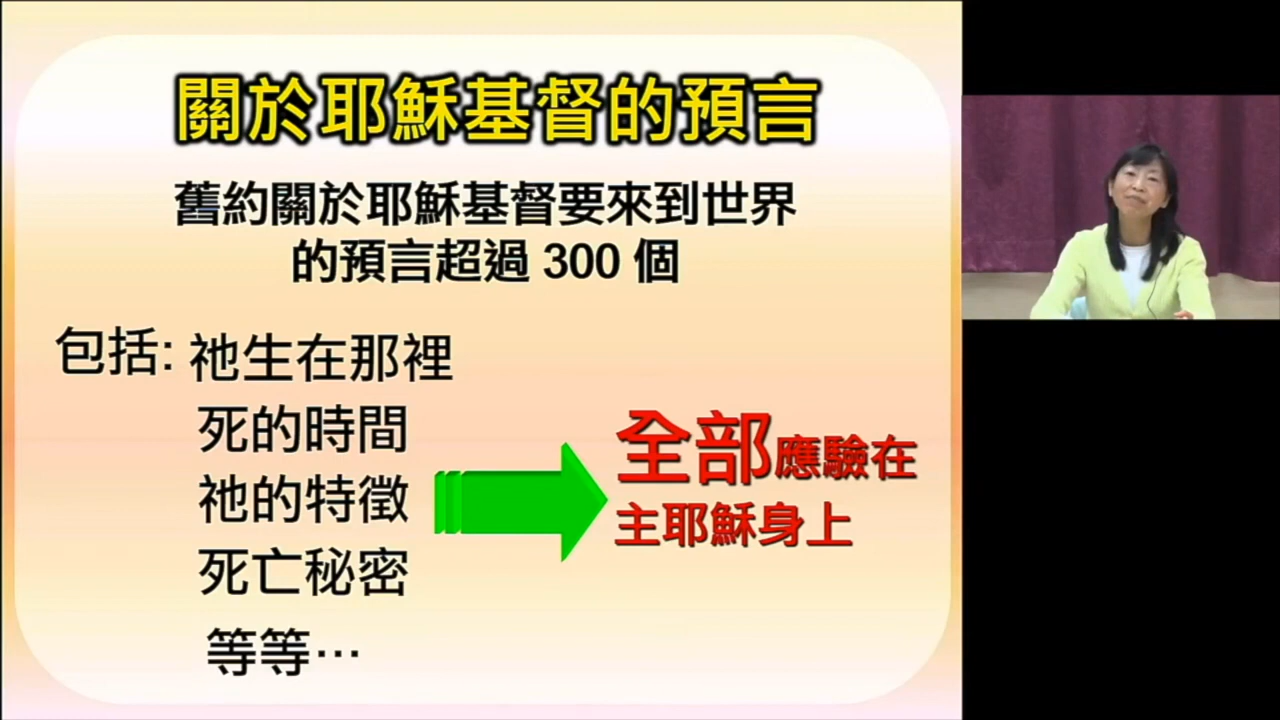 關於耶穌基督的預言
舊約關於耶穌基督要來到世界
的預言超過 300 個
包括: 祂生在那裡
死的時間
祂的特徵
死亡秘密
等等…
全部應驗在
主耶穌身上